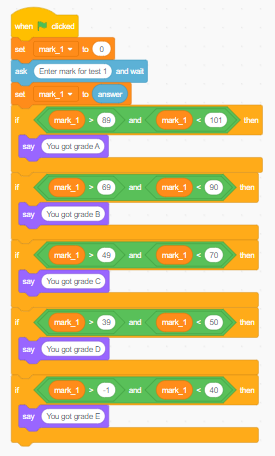 when clicked
set mark_1 to 0
ask Enter mark for test 1 and wait
set mark_1 to answer
if mark_1 > 89 and mark_1 < 101 then
say You got grade A
if mark_1 > 69 and mark_1 < 90 then
say You got grade B
if mark_1 > 49 and mark_1 < 70 then
say You got grade C
if mark_1 > 39 and mark_1 < 50 then
say You got grade D
if mark_1 > -1 and mark_1 < 40 then
say You got grade E